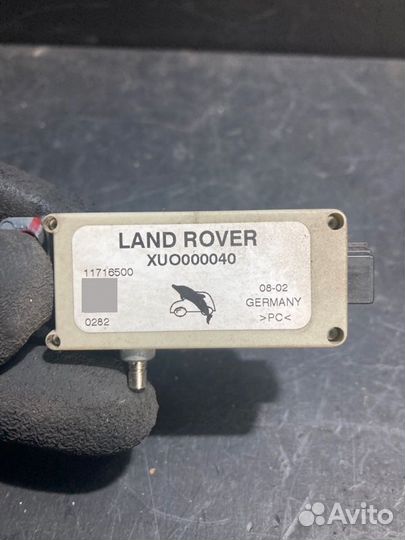 LAND ROVER
XUO000040
11716500
08-02
GERMANY
0282
>PC<
Avito